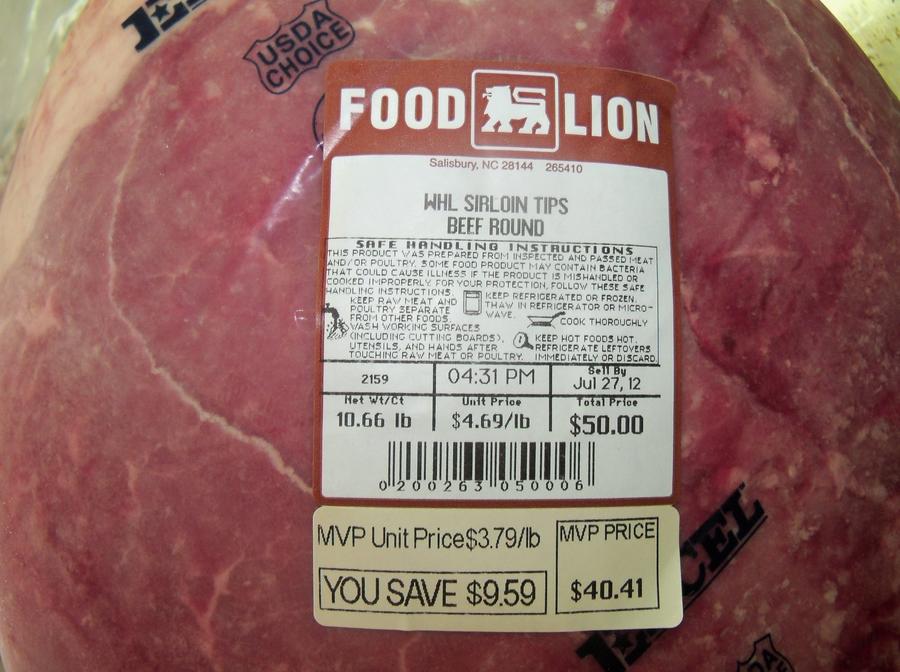 USDA
CHOICE
FOOD LION
Salisbury, NC 28144 265410
WHL SIRLOIN TIPS
BEEF ROUND
SAFE HANDLING INSTRUCTIONS
THIS PRODUCT WAS PREPARED FROM INSPECTED AND PASSED MEAT
AND/OR POULTRY. SOME FOOD PRODUCT MAY CONTAIN BACTERIA
THAT COULD CAUSE ILLNESS IF THE PRODUCT IS MISHANDLED OR
COOKED IMPROPERLY. FOR YOUR PROTECTION, FOLLOW THESE SAFE
HANDLING INSTRUCTIONS.
KEEP RAW MEAT AND
POULTRY SEPARATE
FROM OTHER FOODS.
WASH WORKING SURFACES
(INCLUDING CUTTING BOARDS),
UTENSILS, AND HANDS AFTER
TOUCHING RAW MEAT OR POULTRY.
KEEP REFRIGERATED OR FROZEN.
THAW IN REFRIGERATOR OR MICRO-
WAVE.
COOK THOROUGHLY
KEEP HOT FOODS HOT.
REFRIGERATE LEFTOVERS
IMMEDIATELY OR DISCARD.
2159 04:31 PM Sell By
Jul 27, 12
Net Wt/Ct Unit Price Total Price
10.66 lb $4.69/lb $50.00
0 200263 050006
MVP Unit Price$3.79/lb MVP PRICE
YOU SAVE $9.59 $40.41